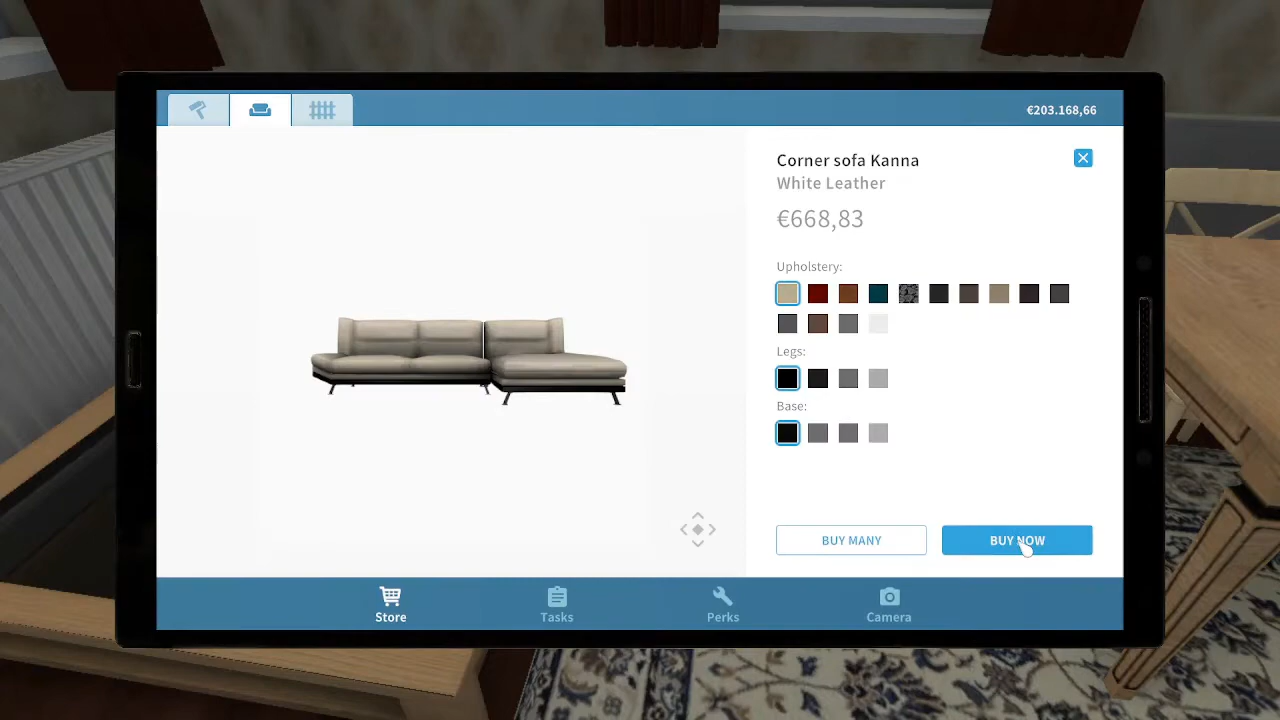 €203.168,66
Corner sofa Kanna
White Leather
€668,83
Upholstery:
Legs:
Base:
BUY MANY
BUY NOW
Store
Tasks
Perks
Camera